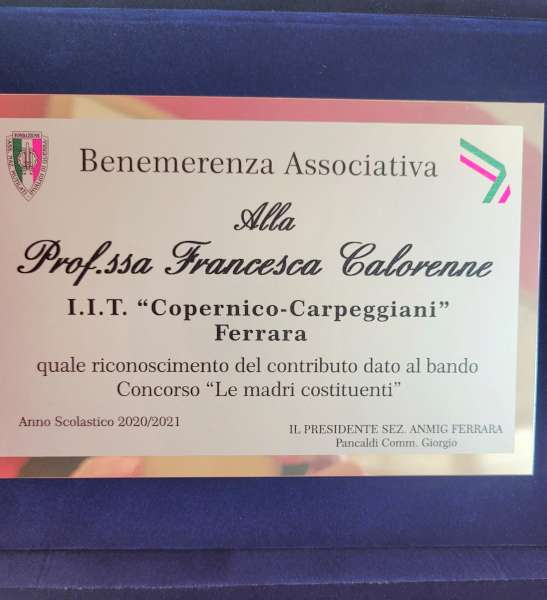 FONDAZIONE
Benemerenza Associativa
Alla
Prof.ssa Francesca Calorenne
I.I.T. “Copernico-Carpeggiani”
Ferrara
quale riconoscimento del contributo dato al bando
Concorso “Le madri costituenti”
Anno Scolastico 2020/2021
IL PRESIDENTE SEZ. ANMIG FERRARA
Pancaldi Comm. Giorgio